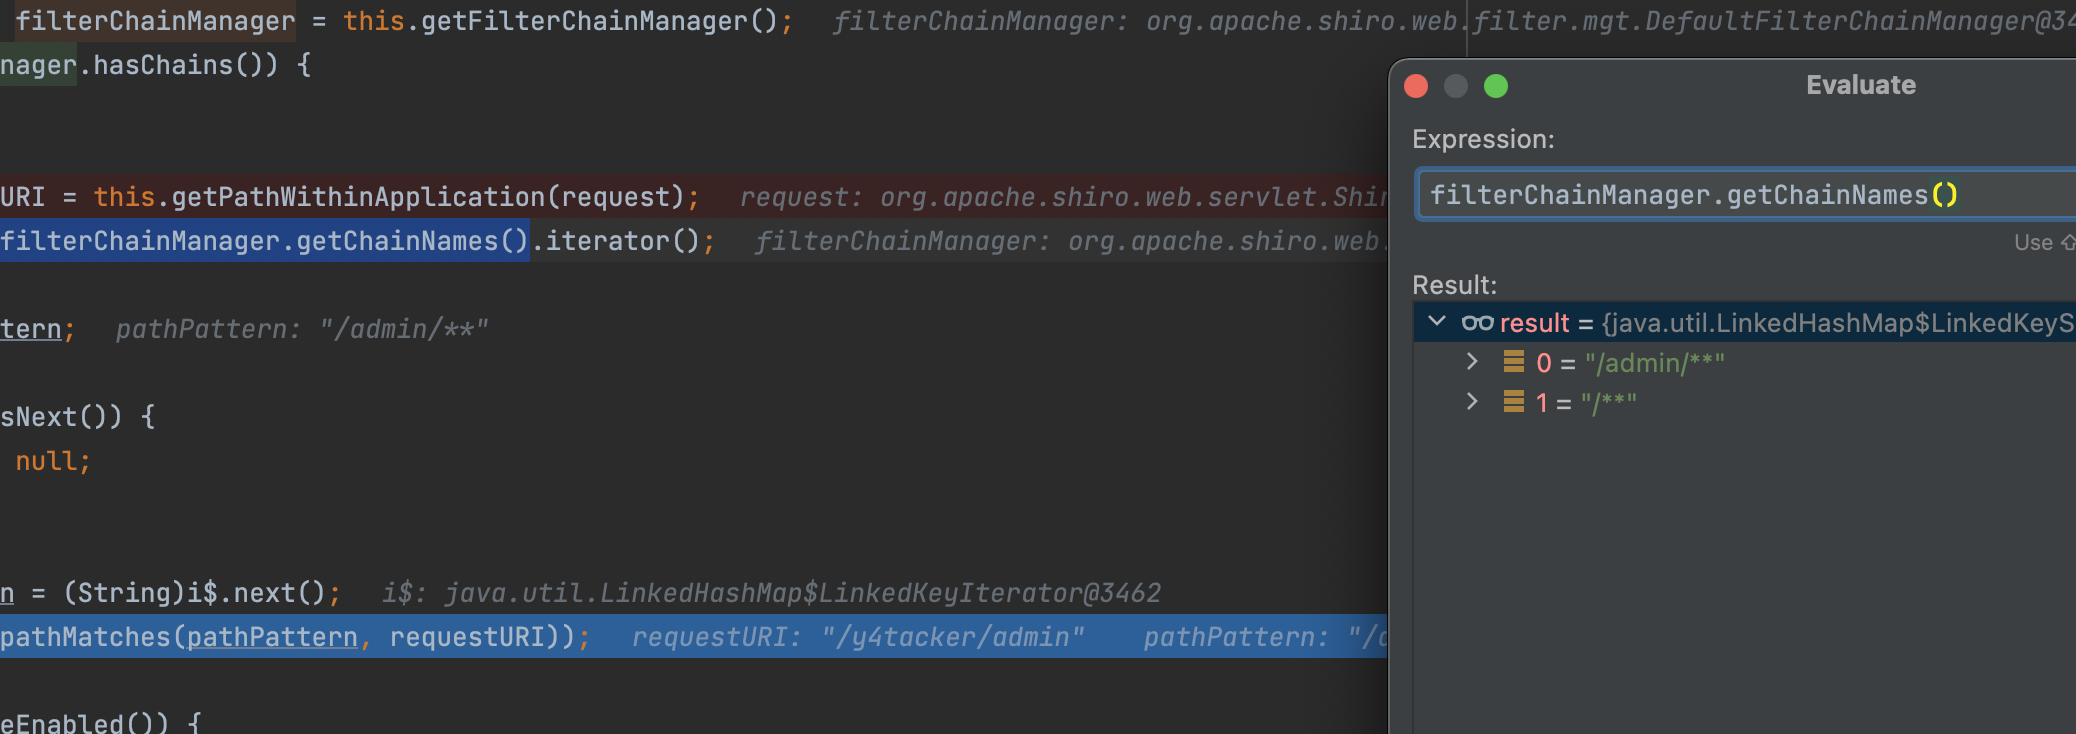 filterChainManager = this.getFilterChainManager(); filterChainManager: org.apache.shiro.web.filter.mgt.DefaultFilterChainManager@34
nager.hasChains()) {
URI = this.getPathWithinApplication(request); request: org.apache.shiro.web.servlet.Shir
filterChainManager.getChainNames().iterator(); filterChainManager: org.apache.shiro.web.
tern; pathPattern: "/admin/**"
sNext()) {
null;
n = (String)i$.next(); i$: java.util.LinkedHashMap$LinkedKeyIterator@3462
pathMatches(pathPattern, requestURI)); requestURI: "/y4tacker/admin" pathPattern: "/a
eEnabled()) {
Evaluate
Expression:
filterChainManager.getChainNames()
Use ⇧
Result:
result = {java.util.LinkedHashMap$LinkedKeyS
0 = "/admin/**"
1 = "/**"